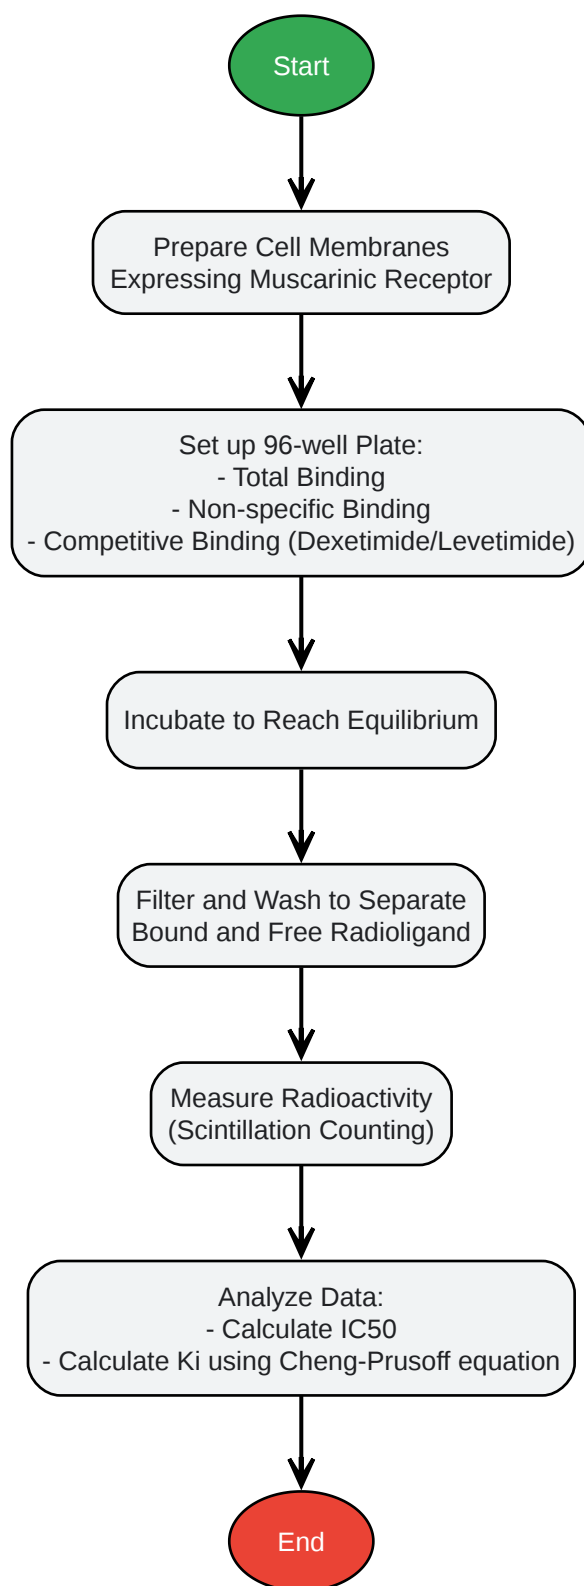 Start
Prepare Cell Membranes
Expressing Muscarinic Receptor
Set up 96-well Plate:
- Total Binding
- Non-specific Binding
- Competitive Binding (Dexetimide/Levetimide)
Incubate to Reach Equilibrium
Filter and Wash to Separate
Bound and Free Radioligand
Measure Radioactivity
(Scintillation Counting)
Analyze Data:
- Calculate IC50
- Calculate Ki using Cheng-Prusoff equation
End